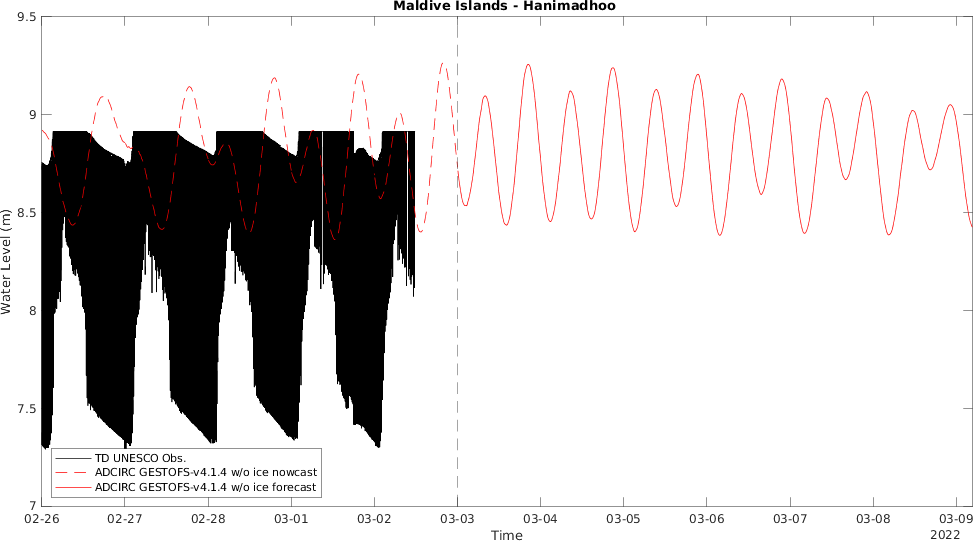 Maldive Islands - Hanimadhoo
9.5
9
8.5
8
7.5
7
Water Level (m)
TD UNESCO Obs.
ADCIRC GESTOFS-v4.1.4 w/o ice nowcast
ADCIRC GESTOFS-v4.1.4 w/o ice forecast
02-26 02-27 02-28 03-01 03-02 03-03 03-04 03-05 03-06 03-07 03-08 03-09
Time
2022